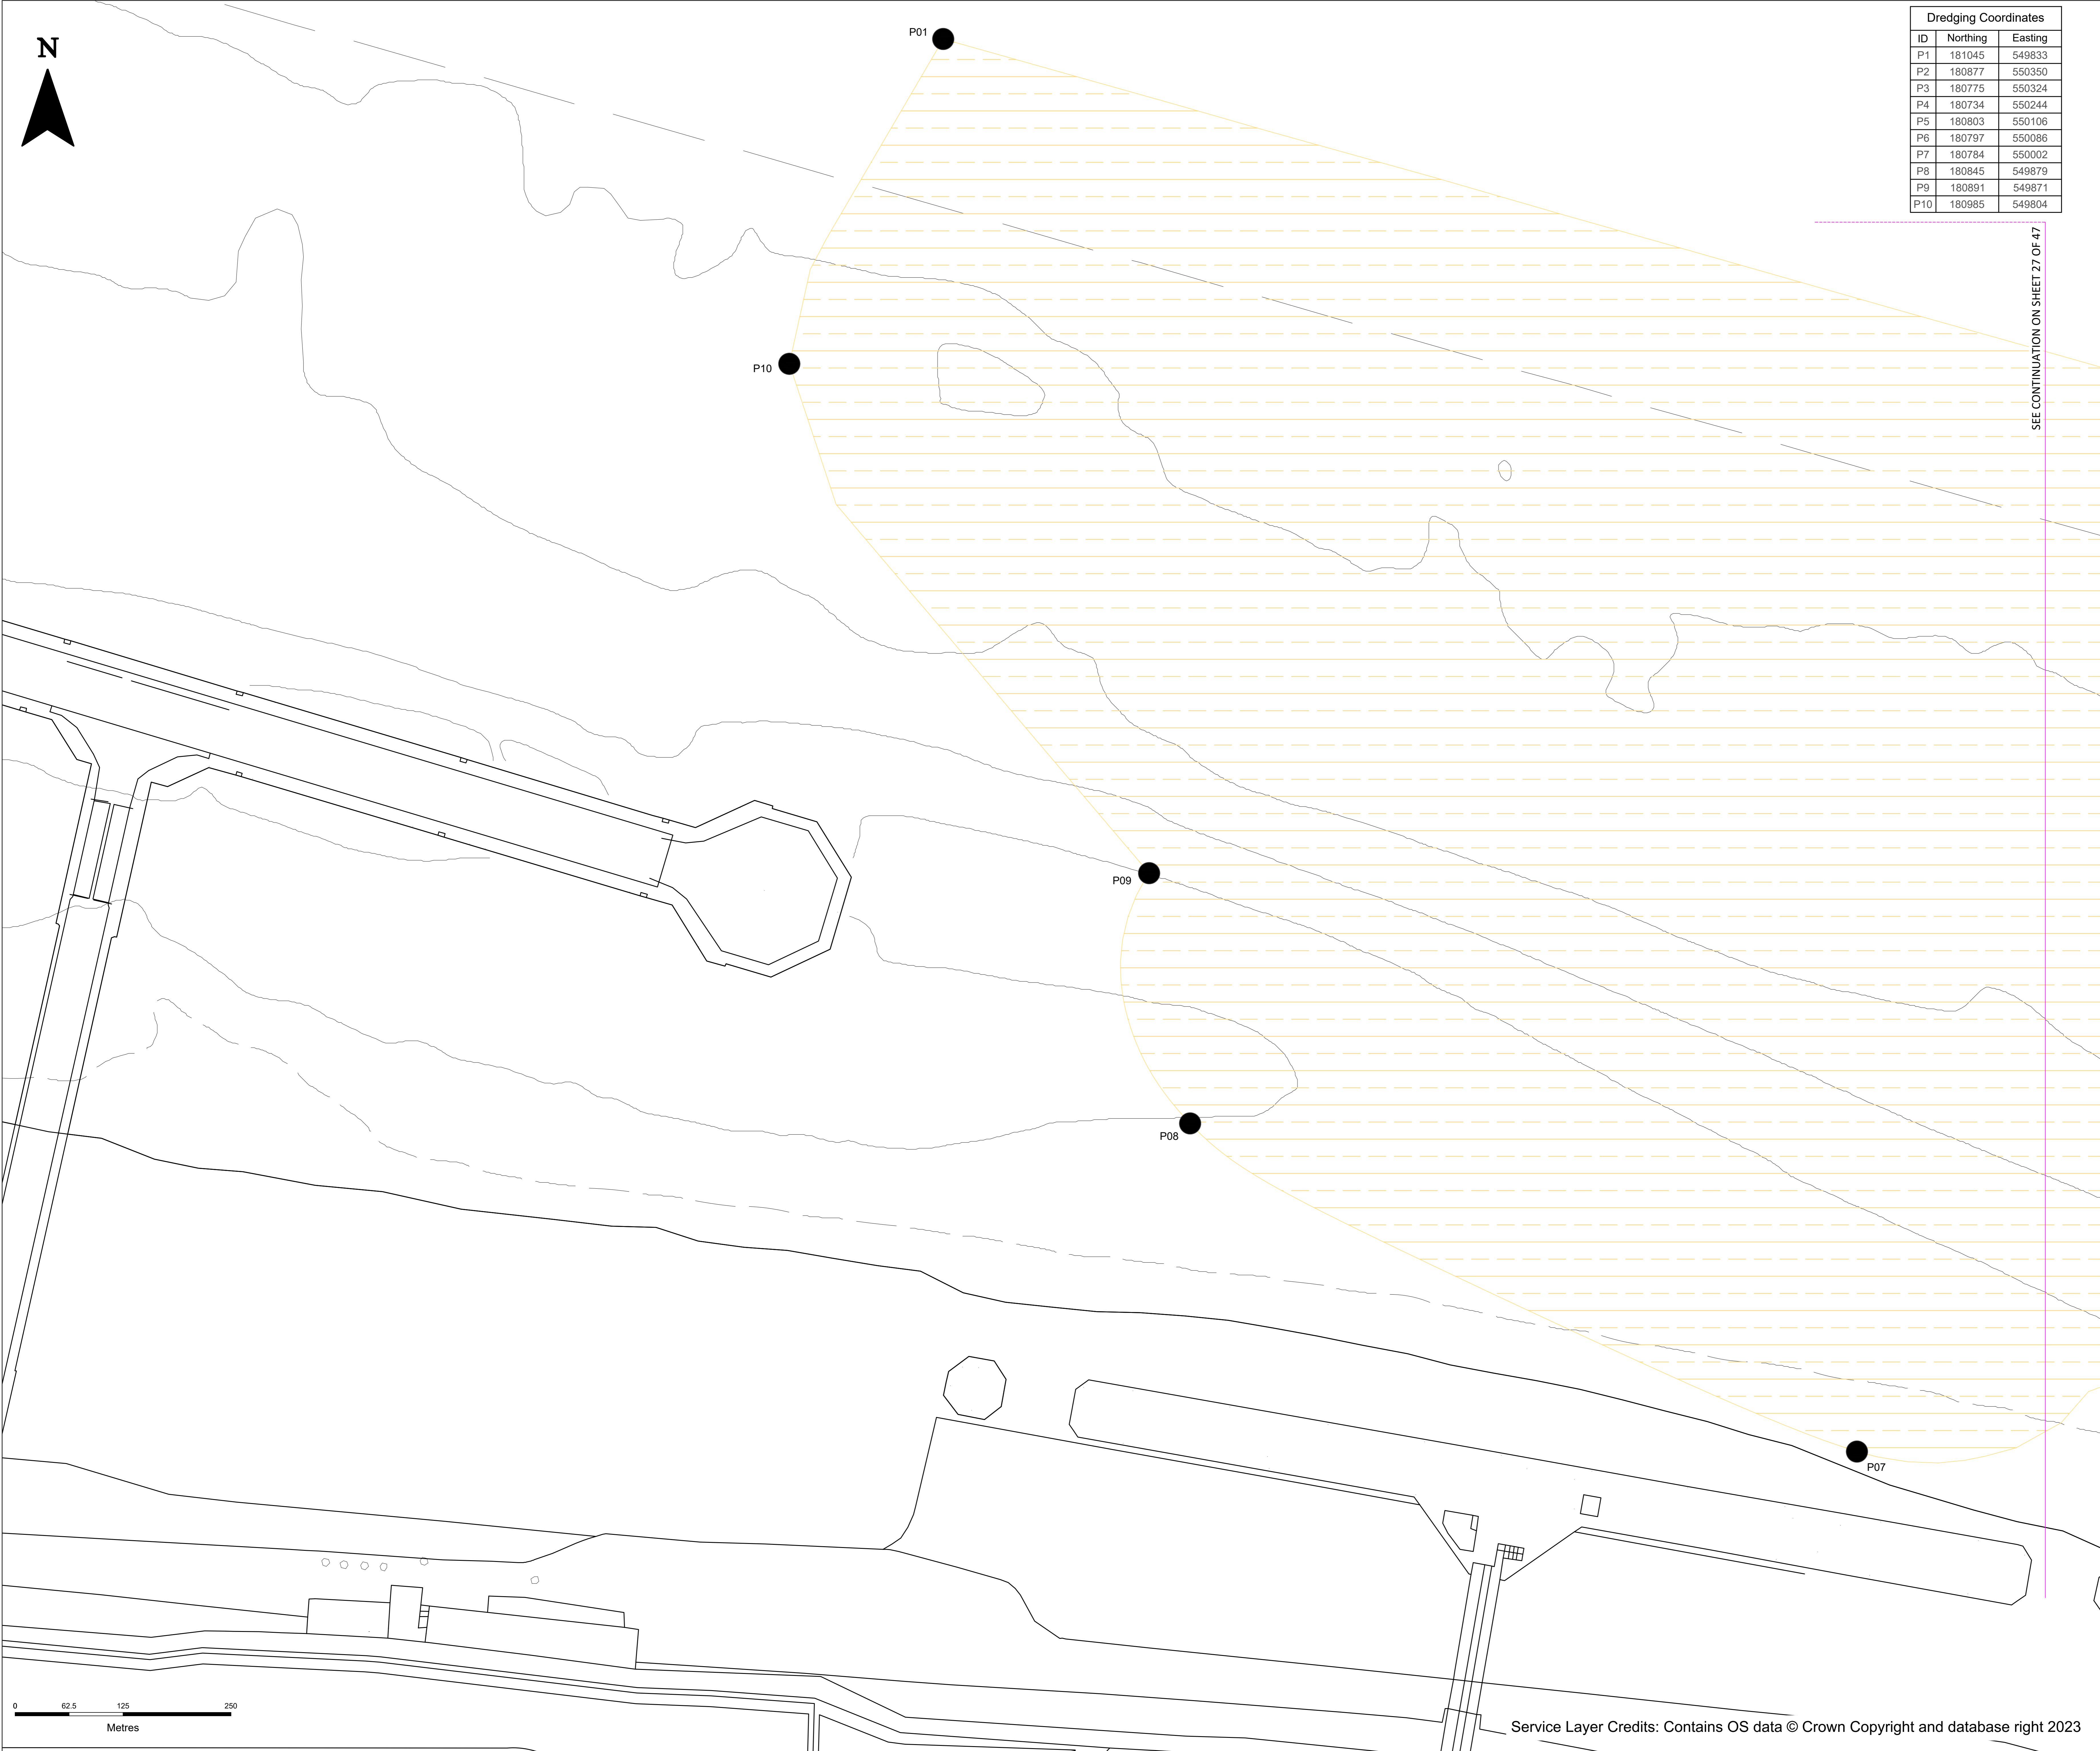 N
P01
Dredging Coordinates
ID Northing Easting
P1 181045 549833
P2 180877 550350
P3 180775 550324
P4 180734 550244
P5 180803 550106
P6 180797 550086
P7 180784 550002
P8 180845 549879
P9 180891 549871
P10 180985 549804
SEE CONTINUATION ON SHEET 27 OF 47
P10
P09
P08
P07
0 62.5 125 250
Metres
Service Layer Credits: Contains OS data © Crown Copyright and database right 2023